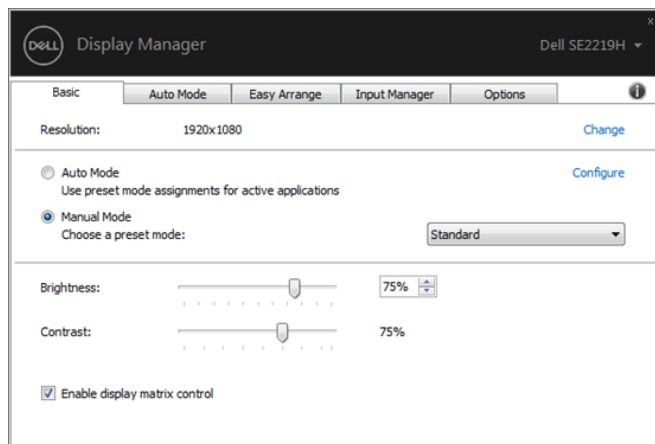 x
DELL Display Manager Dell SE2219H
Basic Auto Mode Easy Arrange Input Manager Options i
Resolution: 1920x1080 Change
Auto Mode Configure
Use preset mode assignments for active applications
Manual Mode
Choose a preset mode: Standard
Brightness: 75%
Contrast: 75%
Enable display matrix control